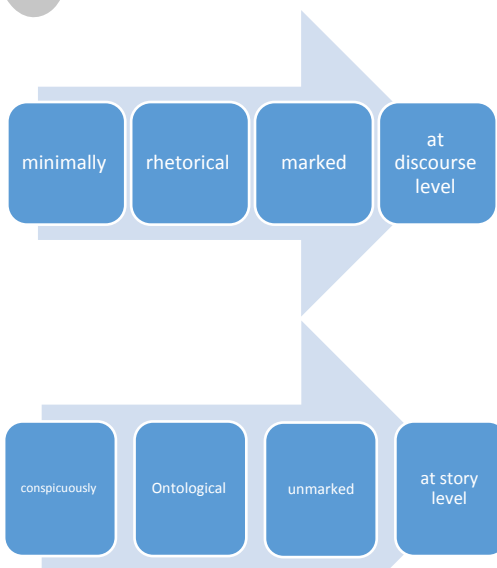 minimally
rhetorical
marked
at
discourse
level
conspicuously
Ontological
unmarked
at story
level